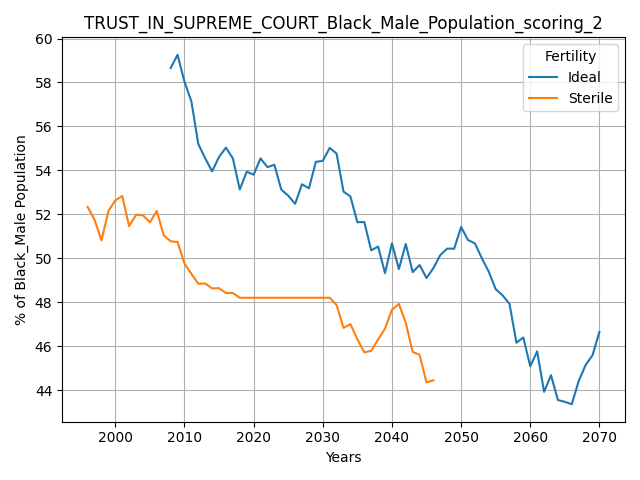 TRUST_IN_SUPREME_COURT_Black_Male_Population_scoring_2
60
58
56
54
52
50
48
46
44
% of Black_Male Population
Fertility
Ideal
Sterile
2000 2010 2020 2030 2040 2050 2060 2070
Years